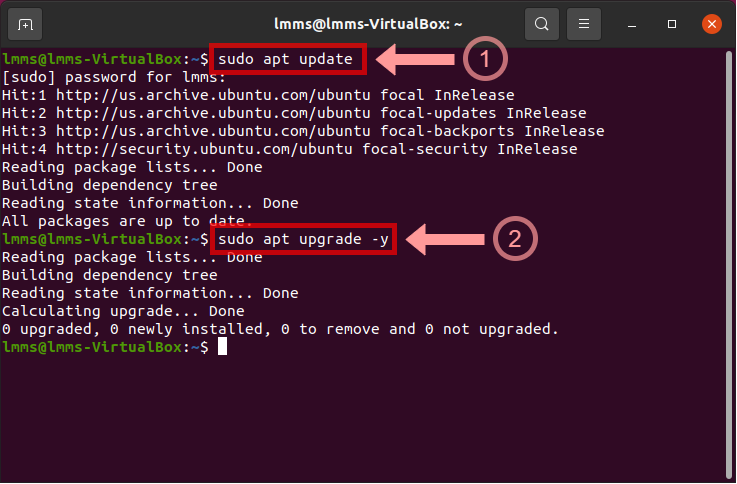 lmms@lmms-VirtualBox: ~
lmms@lmms-VirtualBox:~$ sudo apt update
1
[sudo] password for lmms:
Hit:1 http://us.archive.ubuntu.com/ubuntu focal InRelease
Hit:2 http://us.archive.ubuntu.com/ubuntu focal-updates InRelease
Hit:3 http://us.archive.ubuntu.com/ubuntu focal-backports InRelease
Hit:4 http://security.ubuntu.com/ubuntu focal-security InRelease
Reading package lists... Done
Building dependency tree
Reading state information... Done
All packages are up to date.
lmms@lmms-VirtualBox:~$ sudo apt upgrade -y
2
Reading package lists... Done
Building dependency tree
Reading state information... Done
Calculating upgrade... Done
0 upgraded, 0 newly installed, 0 to remove and 0 not upgraded.
lmms@lmms-VirtualBox:~$